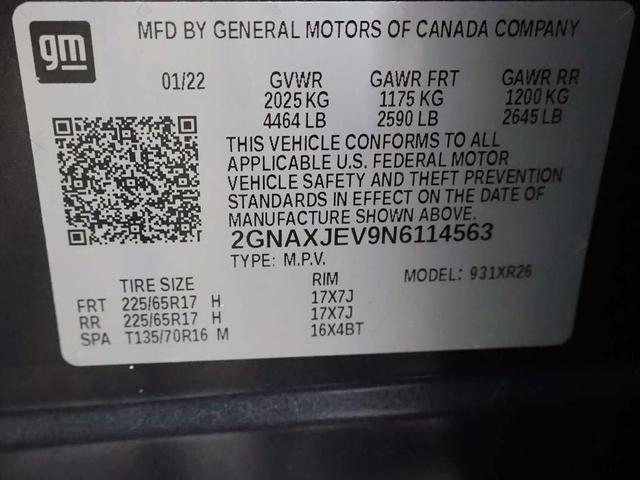 gm
MFD BY GENERAL MOTORS OF CANADA COMPANY
01/22 GVWR GAWR FRT GAWR RR
2025 KG 1175 KG 1200 KG
4464 LB 2590 LB 2645 LB
THIS VEHICLE CONFORMS TO ALL
APPLICABLE U.S. FEDERAL MOTOR
VEHICLE SAFETY AND THEFT PREVENTION
STANDARDS IN EFFECT ON THE DATE OF
MANUFACTURE SHOWN ABOVE.
2GNAXJEV9N6114563
TYPE: M.P.V. MODEL: 931XR26
TIRE SIZE RIM
FRT 225/65R17 H 17X7J
RR 225/65R17 H 17X7J
SPA T135/70R16 M 16X4BT